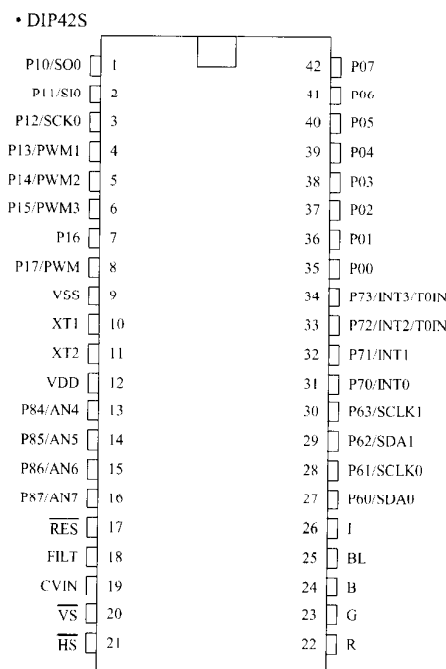 • DIP42S
P10/SO0 1 42 P07
P11/SI0 2 41 P06
P12/SCK0 3 40 P05
P13/PWM1 4 39 P04
P14/PWM2 5 38 P03
P15/PWM3 6 37 P02
P16 7 36 P01
P17/PWM 8 35 P00
VSS 9 34 P73/INT3/T0IN
XT1 10 33 P72/INT2/T0IN
XT2 11 32 P71/INT1
VDD 12 31 P70/INT0
P84/AN4 13 30 P63/SCLK1
P85/AN5 14 29 P62/SDA1
P86/AN6 15 28 P61/SCLK0
P87/AN7 16 27 P60/SDA0
RES 17 26 I
FILT 18 25 BL
CVIN 19 24 B
VS 20 23 G
HS 21 22 R